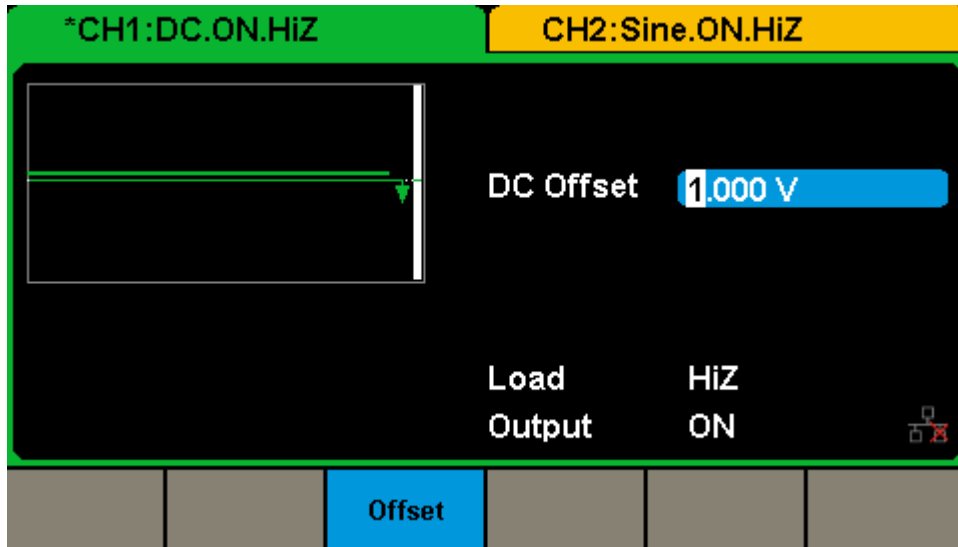 *CH1:DC.ON.HiZ
CH2:Sine.ON.HiZ
DC Offset 1.000 V
Load HiZ
Output ON
Offset